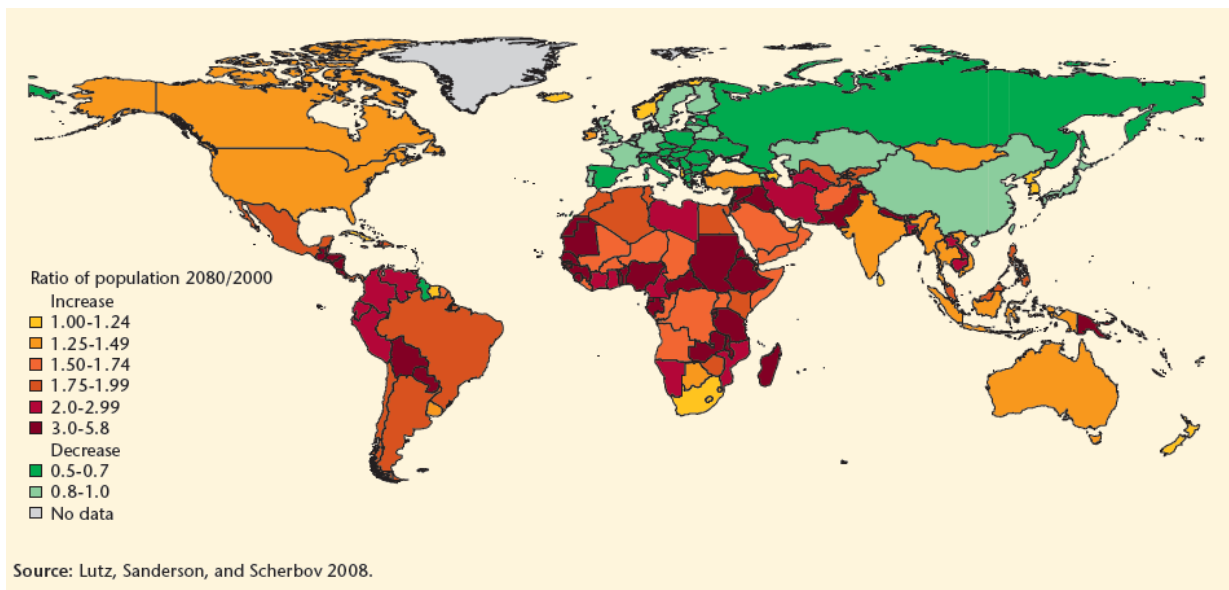 Ratio of population 2080/2000
Increase
1.00-1.24
1.25-1.49
1.50-1.74
1.75-1.99
2.0-2.99
3.0-5.8
Decrease
0.5-0.7
0.8-1.0
No data
Source: Lutz, Sanderson, and Scherbov 2008.